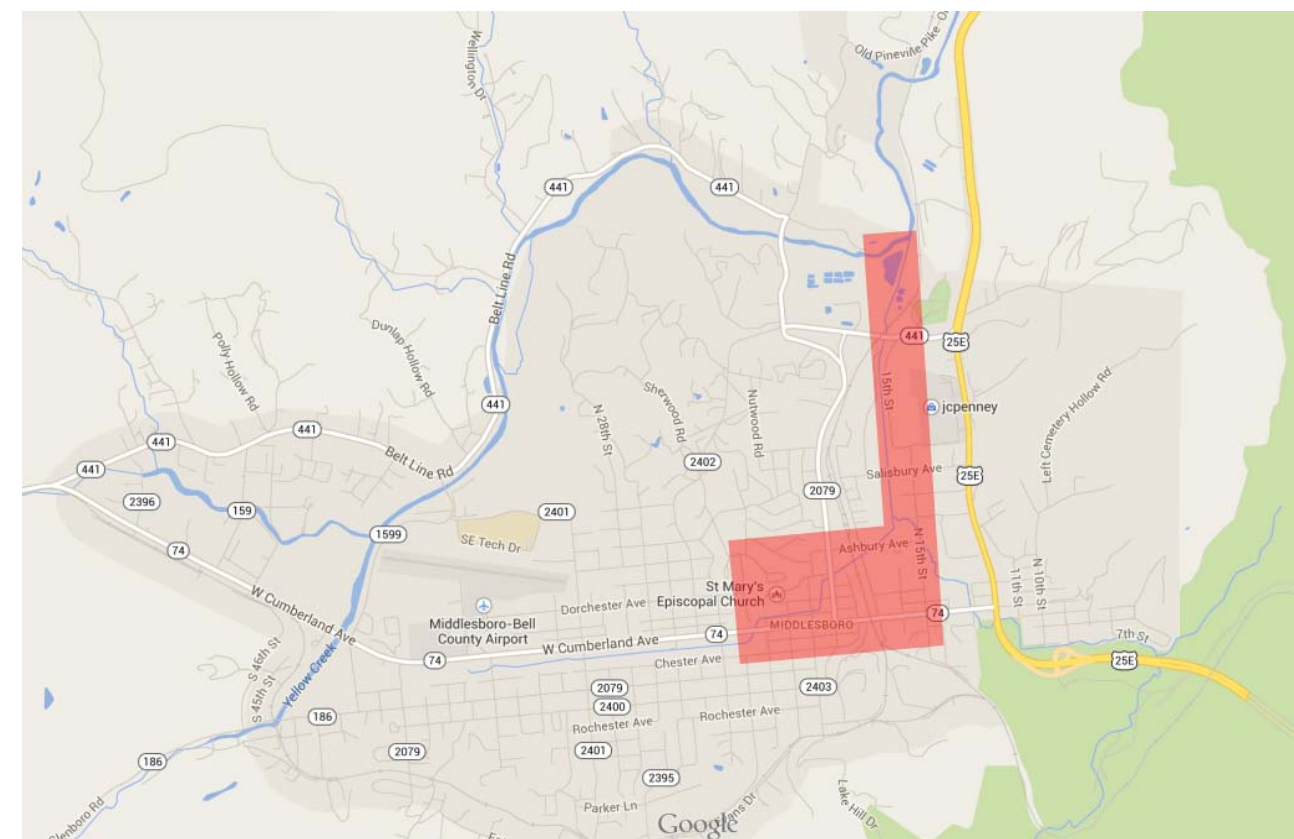 Wellington Dr
Old Pineville Pike
441
441
Belt Line Rd
441
25E
Polly Hollow Rd
Dunlap Hollow Rd
15th St
Sherwood Rd
Nutwood Rd
jcpenney
Left Cemetery Hollow Rd
441
N 28th St
441
441
Belt Line Rd
2402
Salisbury Ave
25E
441
2396
159
2401
2079
1599
SE Tech Dr
Ashbury Ave
74
N 15th St
11th St
N 10th St
St Mary's
Episcopal Church
Dorchester Ave
W Cumberland Ave
Middlesboro-Bell
County Airport
74
MIDDLESBORO
74
W Cumberland Ave
74
7th St
S 46th St
Chester Ave
25E
S 45th St
Yellow Creek
2079
2403
2400
186
Rochester Ave
Rochester Ave
2079
2401
186
2395
Parker Ln
Lake Hill Dr
Google